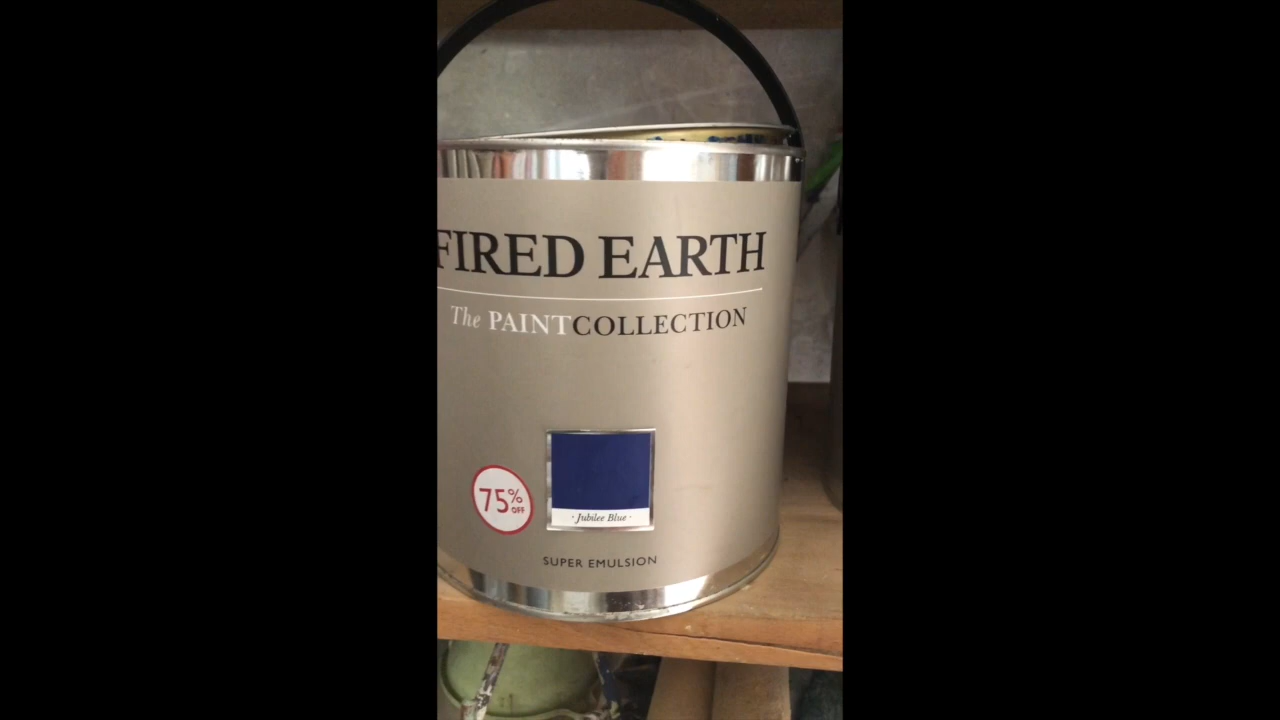 FIRED EARTH
The PAINTCOLLECTION
75% OFF
· Jubilee Blue ·
SUPER EMULSION